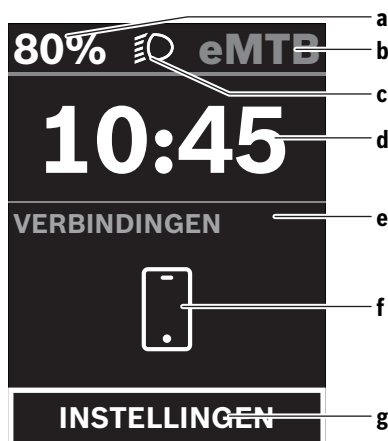 80% eMTB
10:45
VERBINDINGEN
INSTELLINGEN
a
b
c
d
e
f
g